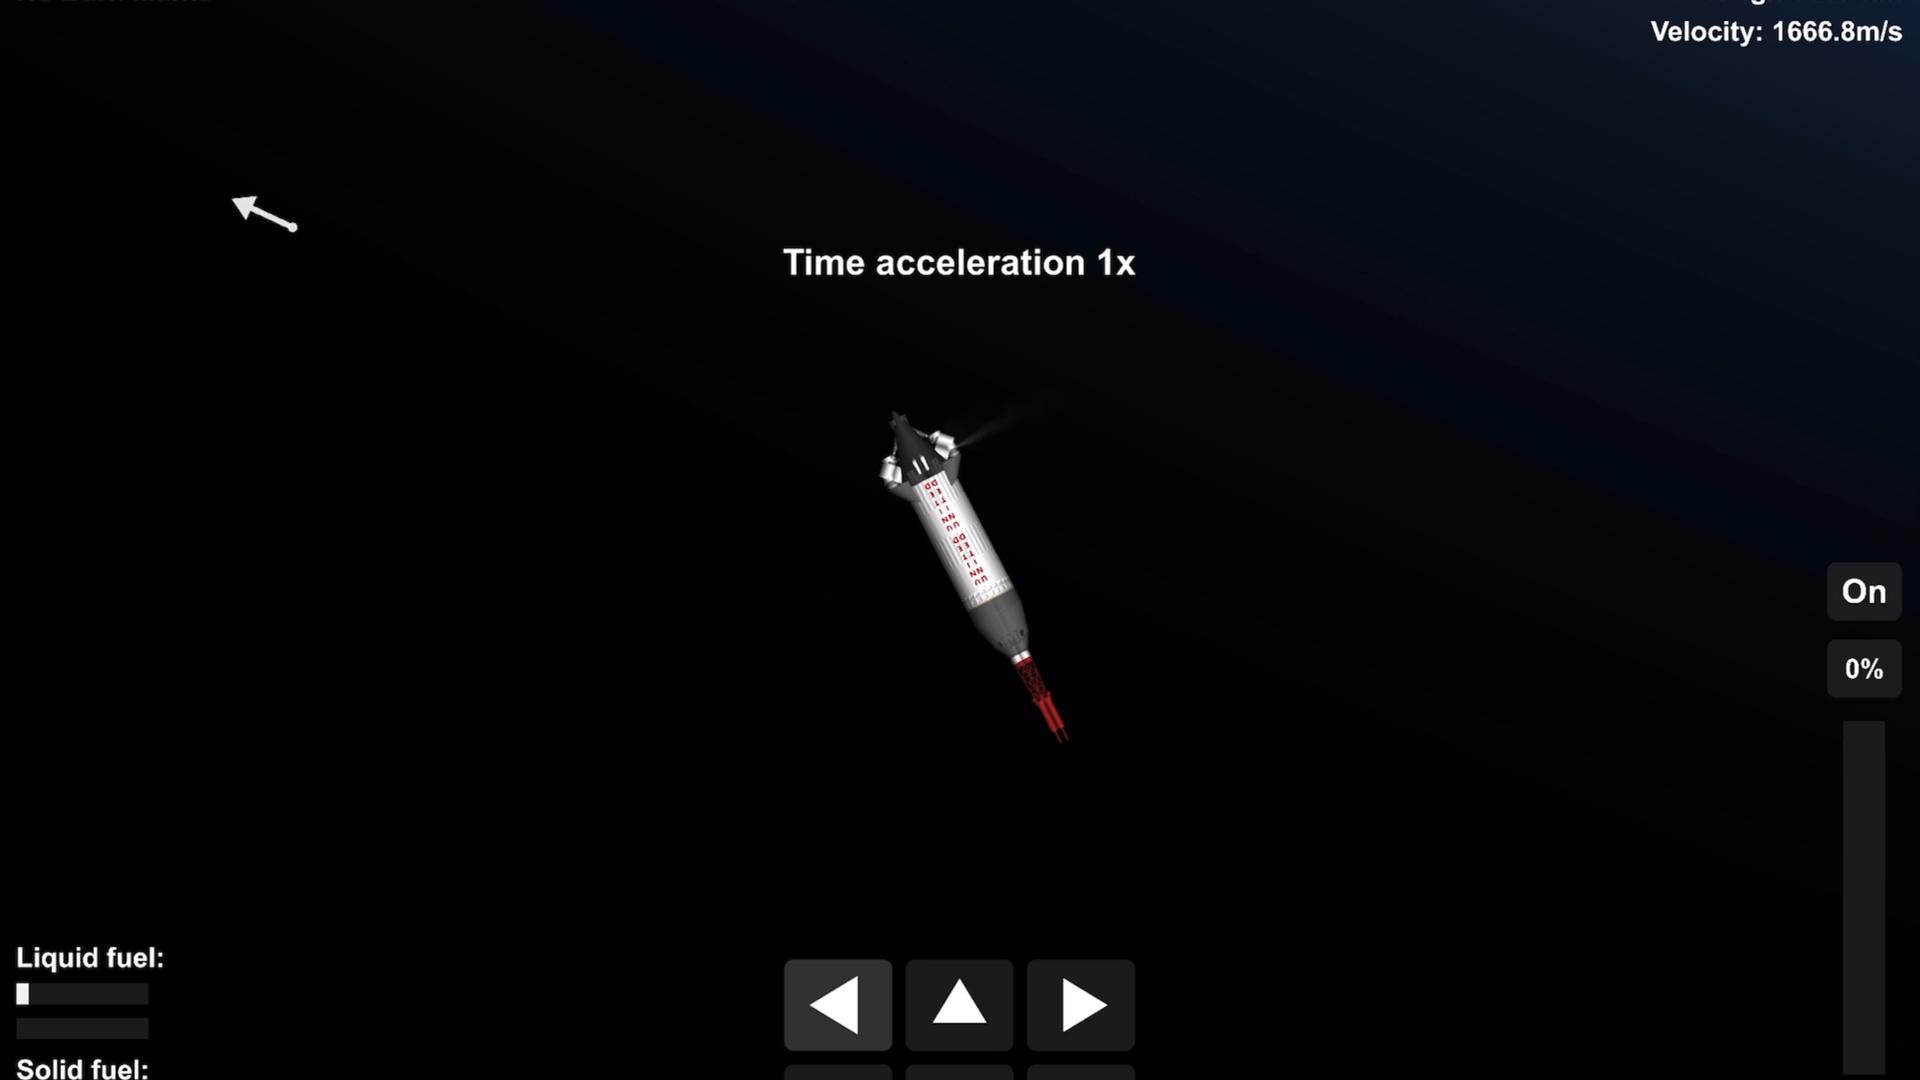 Velocity: 1666.8m/s
Time acceleration 1x
On
0%
Liquid fuel:
Solid fuel: